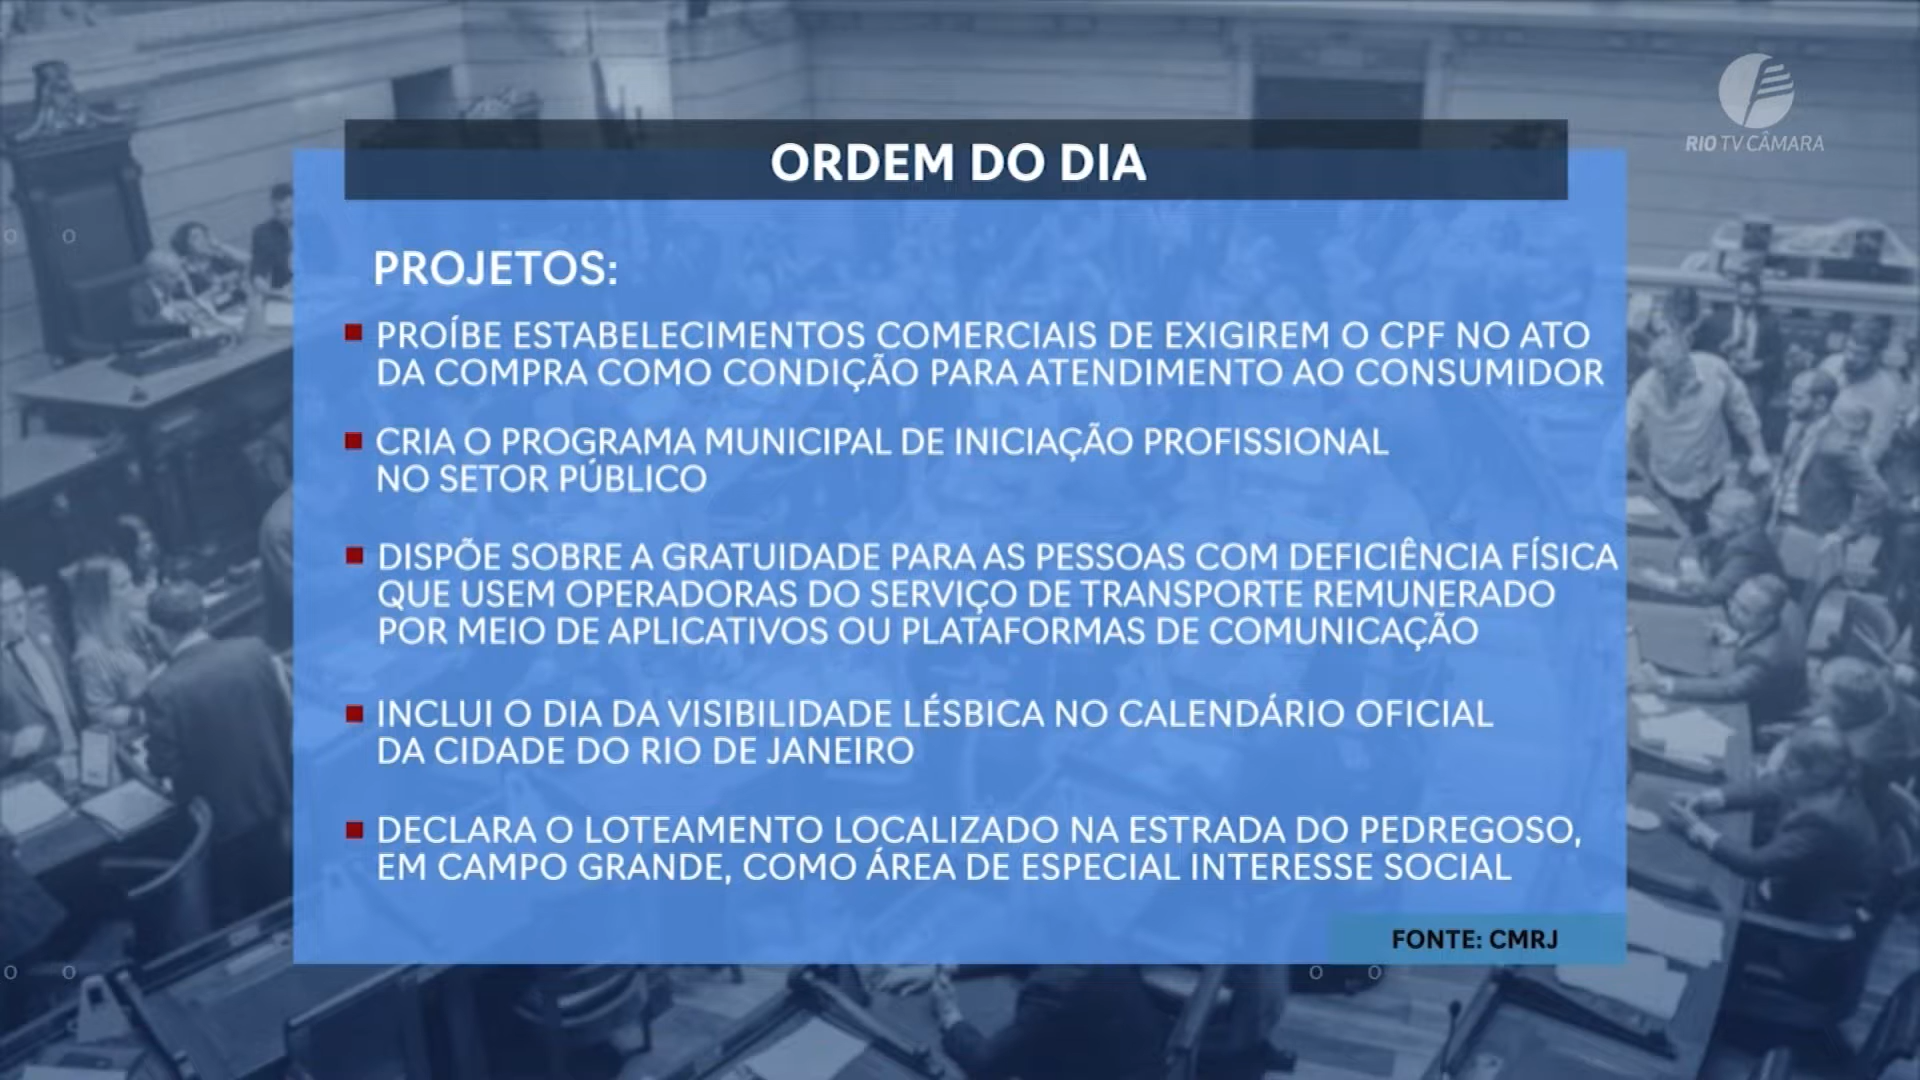 RIO TV CÂMARA
ORDEM DO DIA
PROJETOS:
PROÍBE ESTABELECIMENTOS COMERCIAIS DE EXIGIREM O CPF NO ATO
DA COMPRA COMO CONDIÇÃO PARA ATENDIMENTO AO CONSUMIDOR
CRIA O PROGRAMA MUNICIPAL DE INICIAÇÃO PROFISSIONAL
NO SETOR PÚBLICO
DISPÕE SOBRE A GRATUIDADE PARA AS PESSOAS COM DEFICIÊNCIA FÍSICA
QUE USEM OPERADORAS DO SERVIÇO DE TRANSPORTE REMUNERADO
POR MEIO DE APLICATIVOS OU PLATAFORMAS DE COMUNICAÇÃO
INCLUI O DIA DA VISIBILIDADE LÉSBICA NO CALENDÁRIO OFICIAL
DA CIDADE DO RIO DE JANEIRO
DECLARA O LOTEAMENTO LOCALIZADO NA ESTRADA DO PEDREGOSO,
EM CAMPO GRANDE, COMO ÁREA DE ESPECIAL INTERESSE SOCIAL
FONTE: CMRJ